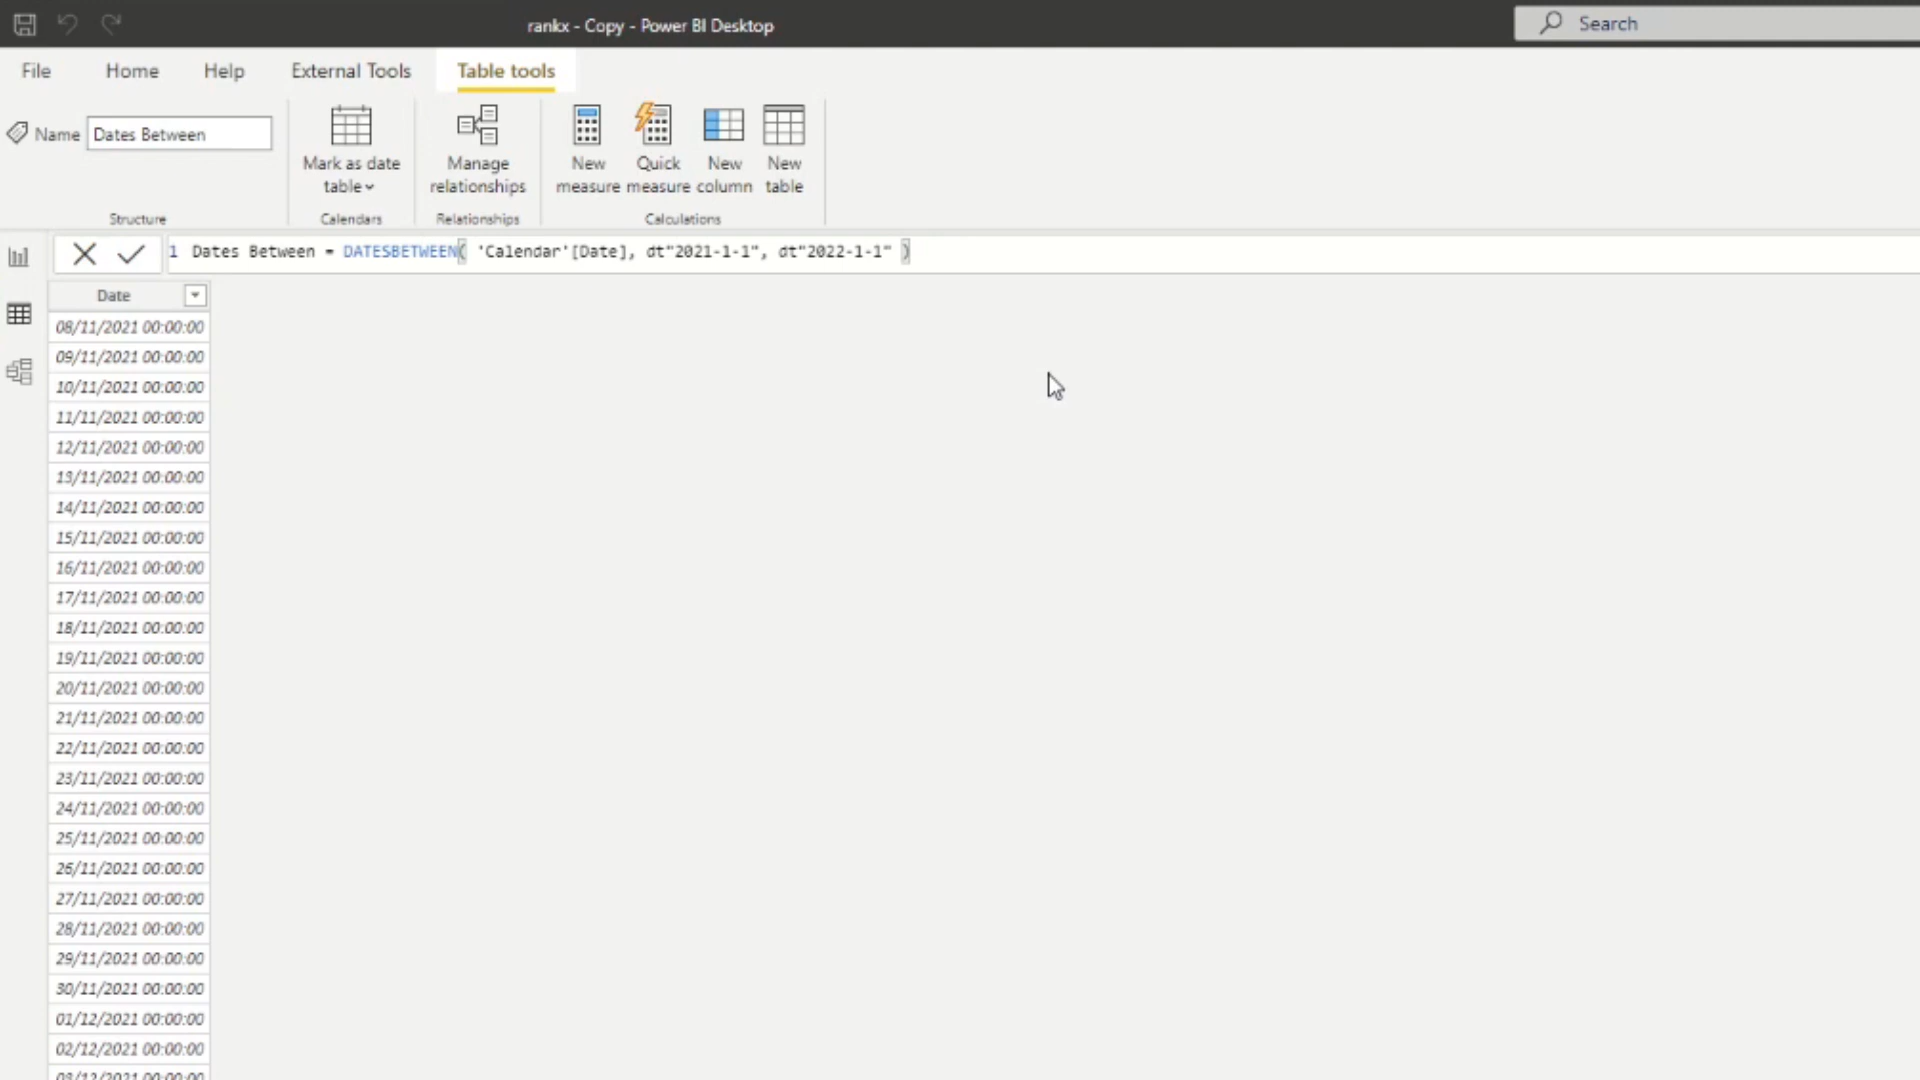 rankx - Copy - Power BI Desktop
Search
File Home Help External Tools Table tools
Name Dates Between
Mark as date table
Manage relationships
New measure
Quick measure
New column
New table
Structure Calendars Relationships Calculations
1 Dates Between = DATESBETWEEN( 'Calendar'[Date], dt"2021-1-1", dt"2022-1-1" )
Date
08/11/2021 00:00:00
09/11/2021 00:00:00
10/11/2021 00:00:00
11/11/2021 00:00:00
12/11/2021 00:00:00
13/11/2021 00:00:00
14/11/2021 00:00:00
15/11/2021 00:00:00
16/11/2021 00:00:00
17/11/2021 00:00:00
18/11/2021 00:00:00
19/11/2021 00:00:00
20/11/2021 00:00:00
21/11/2021 00:00:00
22/11/2021 00:00:00
23/11/2021 00:00:00
24/11/2021 00:00:00
25/11/2021 00:00:00
26/11/2021 00:00:00
27/11/2021 00:00:00
28/11/2021 00:00:00
29/11/2021 00:00:00
30/11/2021 00:00:00
01/12/2021 00:00:00
02/12/2021 00:00:00
03/12/2021 00:00:00